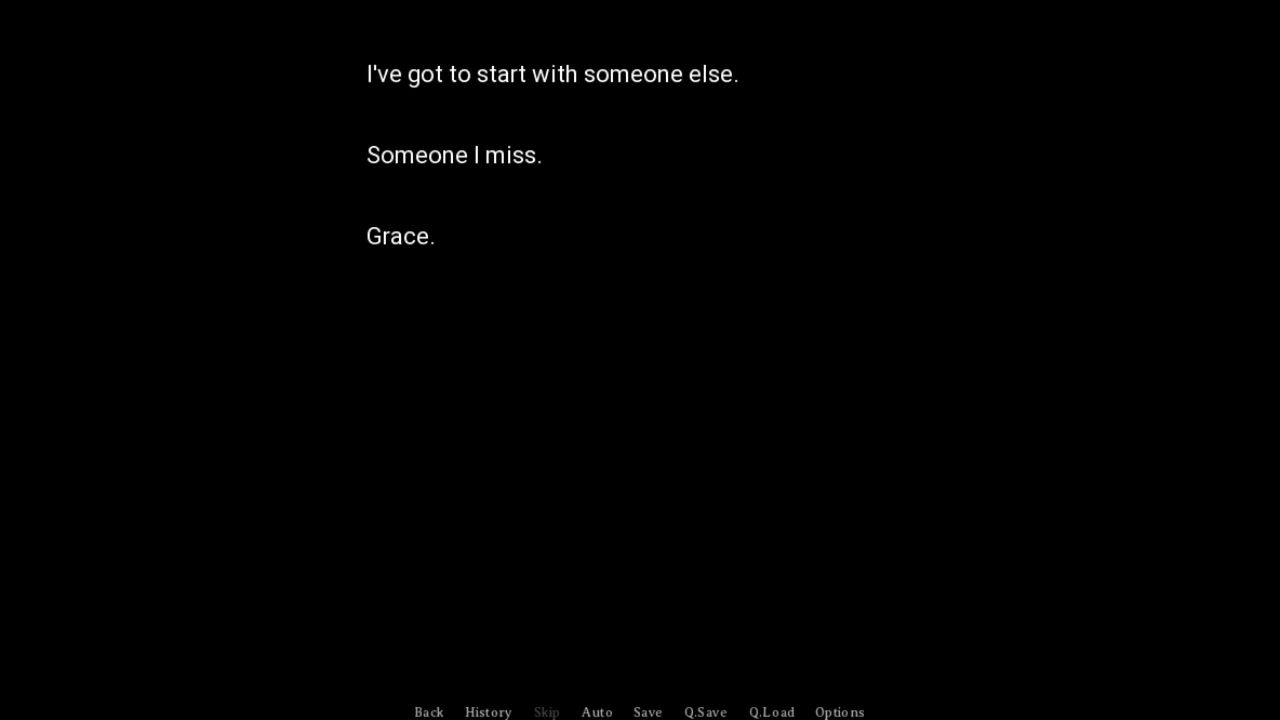 I've got to start with someone else.
Someone I miss.
Grace.
Back History Skip Auto Save Q.Save Q.Load Options